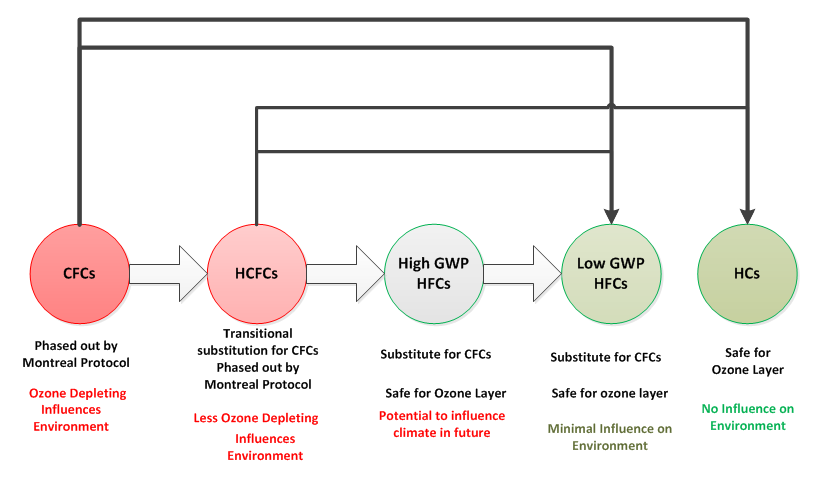 CFCs
HCFCs
High GWP
HFCs
Low GWP
HFCs
HCs
Phased out by
Montreal Protocol
Ozone Depleting
Influences
Environment
Transitional
substitution for CFCs
Phased out by
Montreal Protocol
Less Ozone Depleting
Influences
Environment
Substitute for CFCs
Safe for Ozone Layer
Potential to influence
climate in future
Substitute for CFCs
Safe for ozone layer
Minimal Influence on
Environment
Safe for
Ozone Layer
No Influence on
Environment